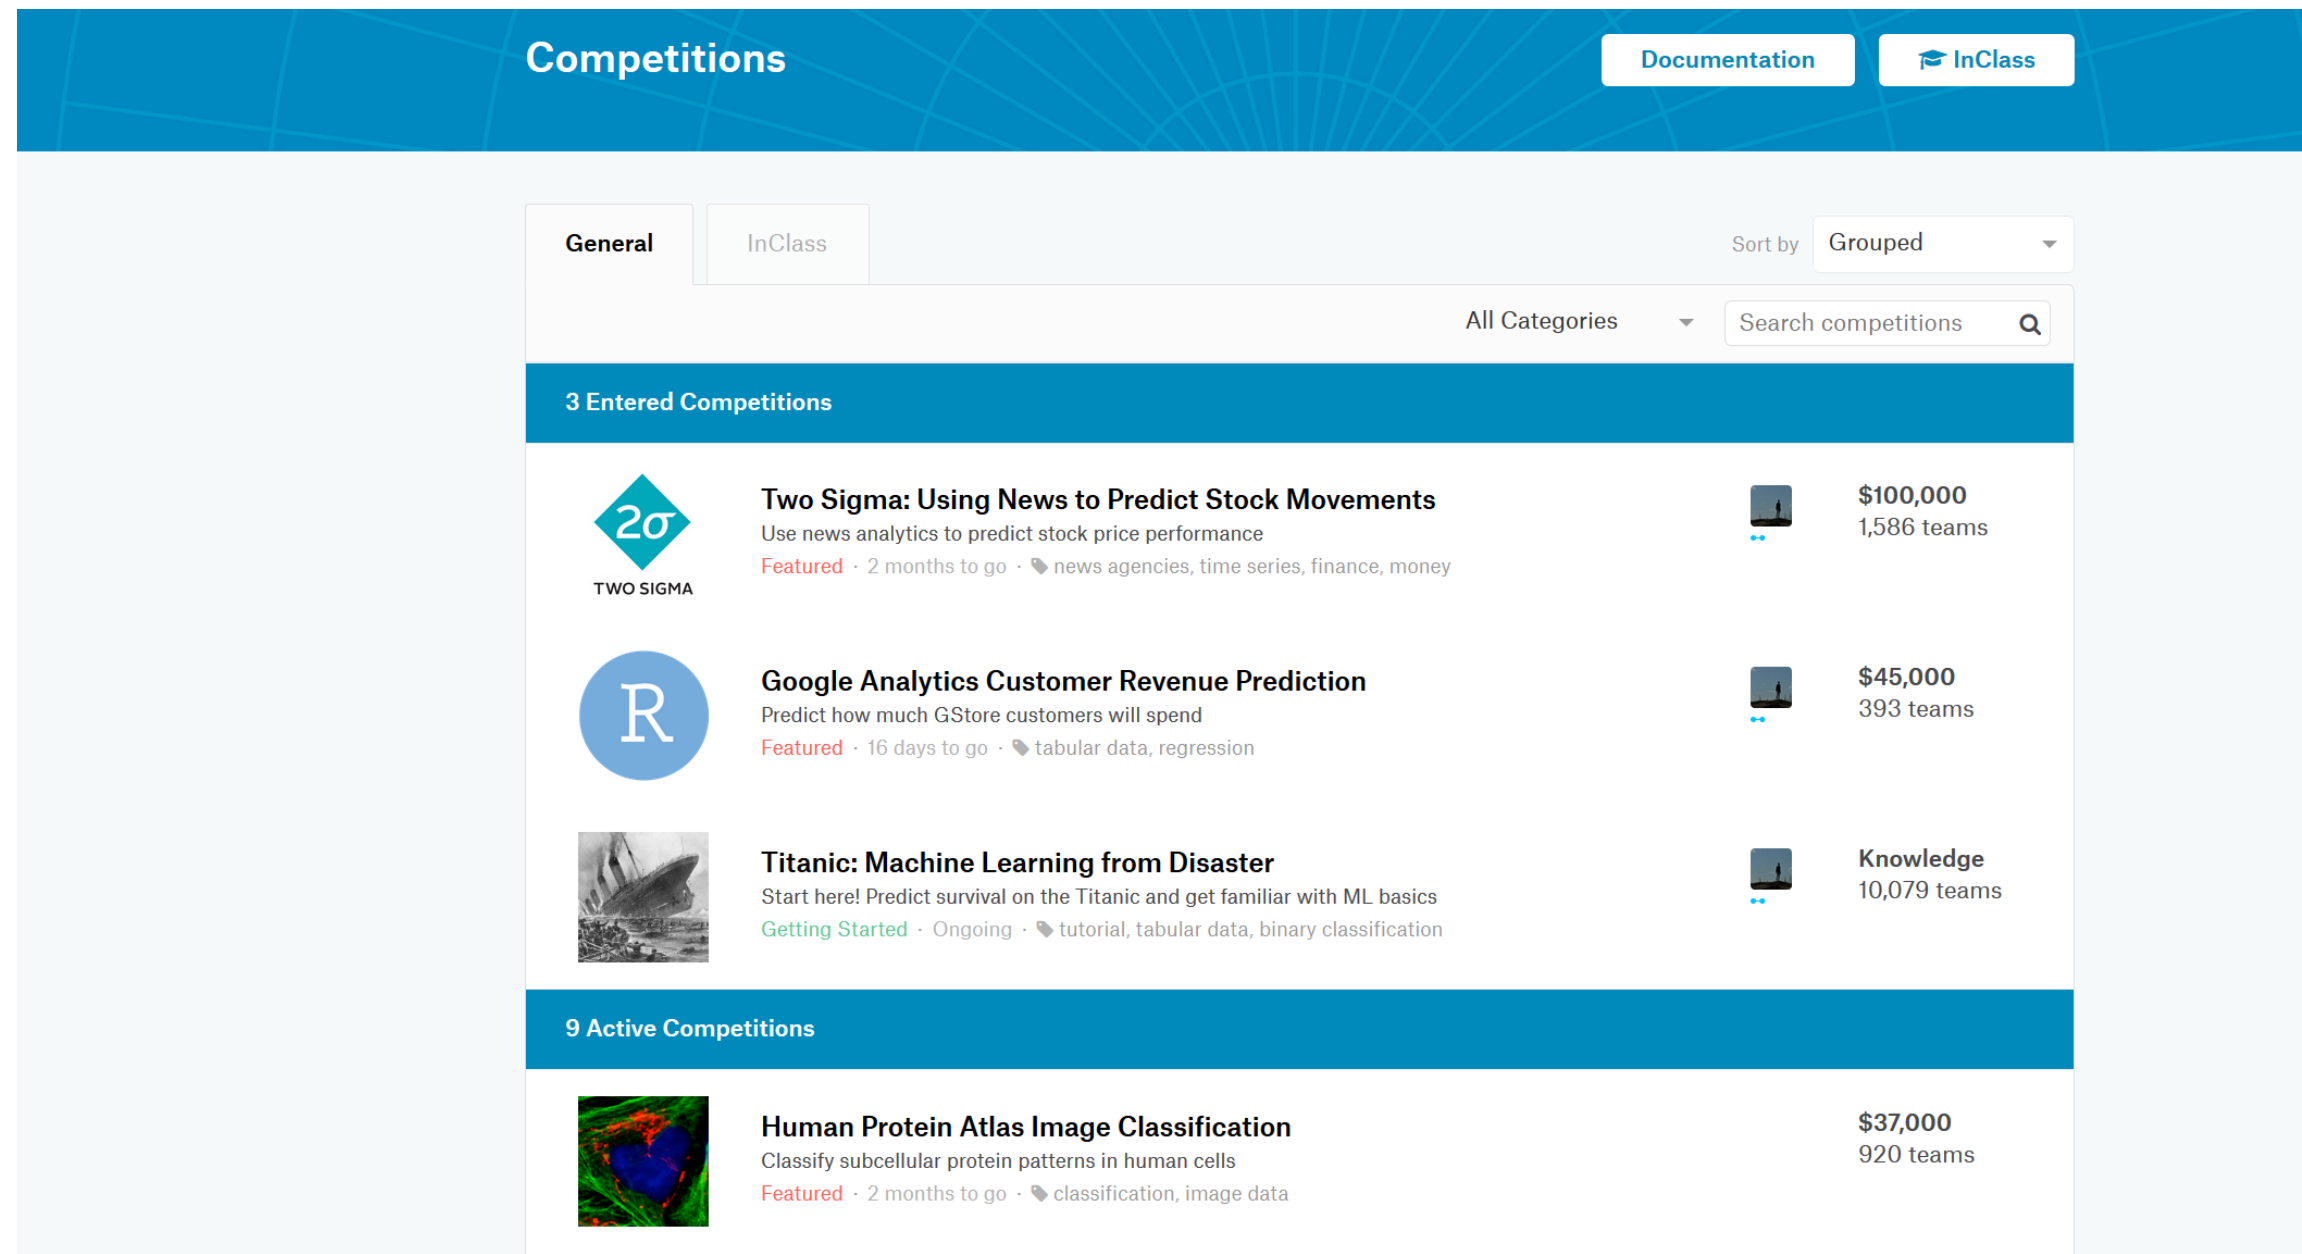 Competitions
Documentation
InClass
General
InClass
Sort by
Grouped
All Categories
Search competitions
3 Entered Competitions
2σ
TWO SIGMA
Two Sigma: Using News to Predict Stock Movements
Use news analytics to predict stock price performance
Featured · 2 months to go · news agencies, time series, finance, money
$100,000
1,586 teams
R
Google Analytics Customer Revenue Prediction
Predict how much GStore customers will spend
Featured · 16 days to go · tabular data, regression
$45,000
393 teams
Titanic: Machine Learning from Disaster
Start here! Predict survival on the Titanic and get familiar with ML basics
Getting Started · Ongoing · tutorial, tabular data, binary classification
Knowledge
10,079 teams
9 Active Competitions
Human Protein Atlas Image Classification
Classify subcellular protein patterns in human cells
Featured · 2 months to go · classification, image data
$37,000
920 teams